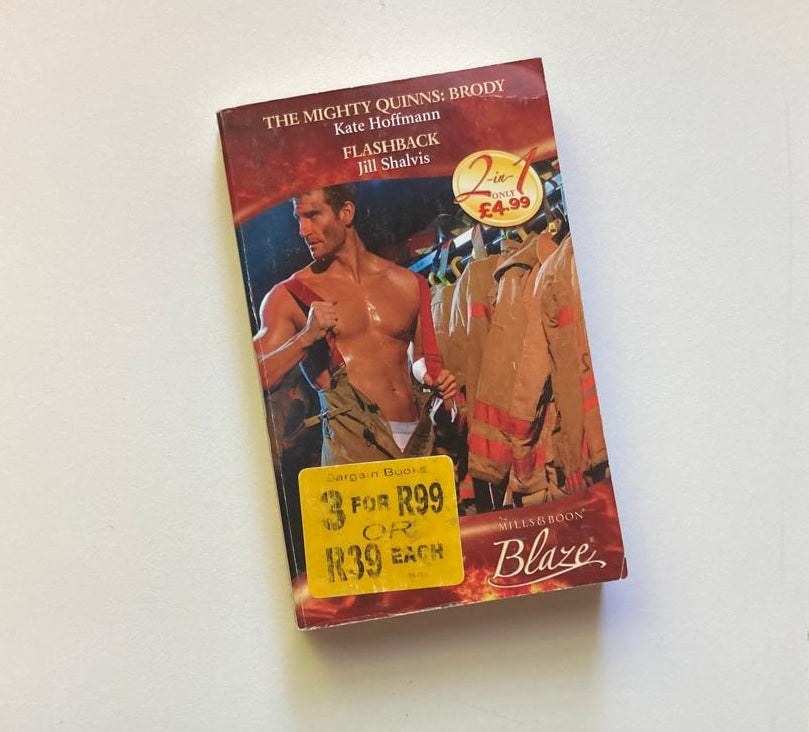 THE MIGHTY QUINNS: BRODY
Kate Hoffmann
FLASHBACK
Jill Shalvis
2-in-1
ONLY
£4.99
Bargain Books
3 FOR R99
OR
R39 EACH
MILLS & BOON®
Blaze®